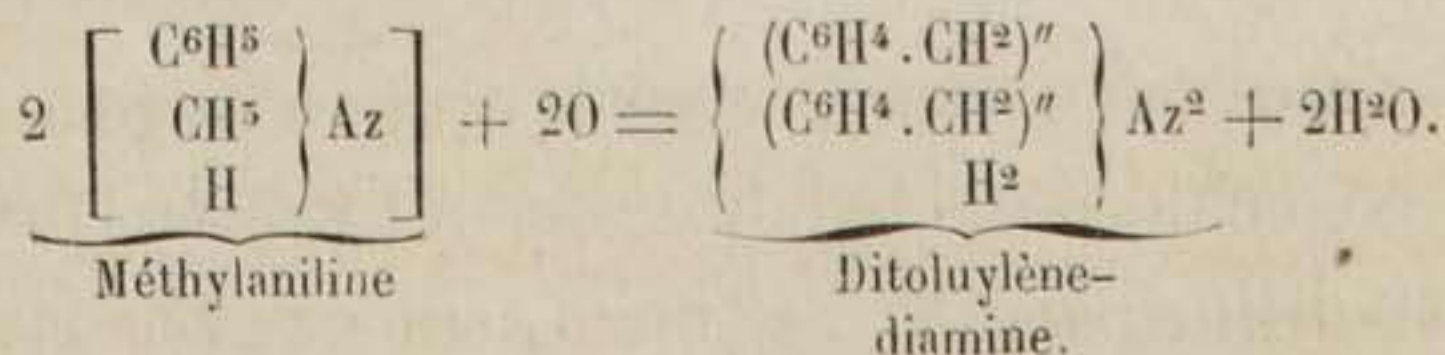 C⁶H⁵ (C⁶H⁴.CH²)″
2 [ CH³ } Az ] + 2O = { (C⁶H⁴.CH²)″ } Az² + 2H²O.
H H²
Méthylaniline Ditoluylène-
diamine.